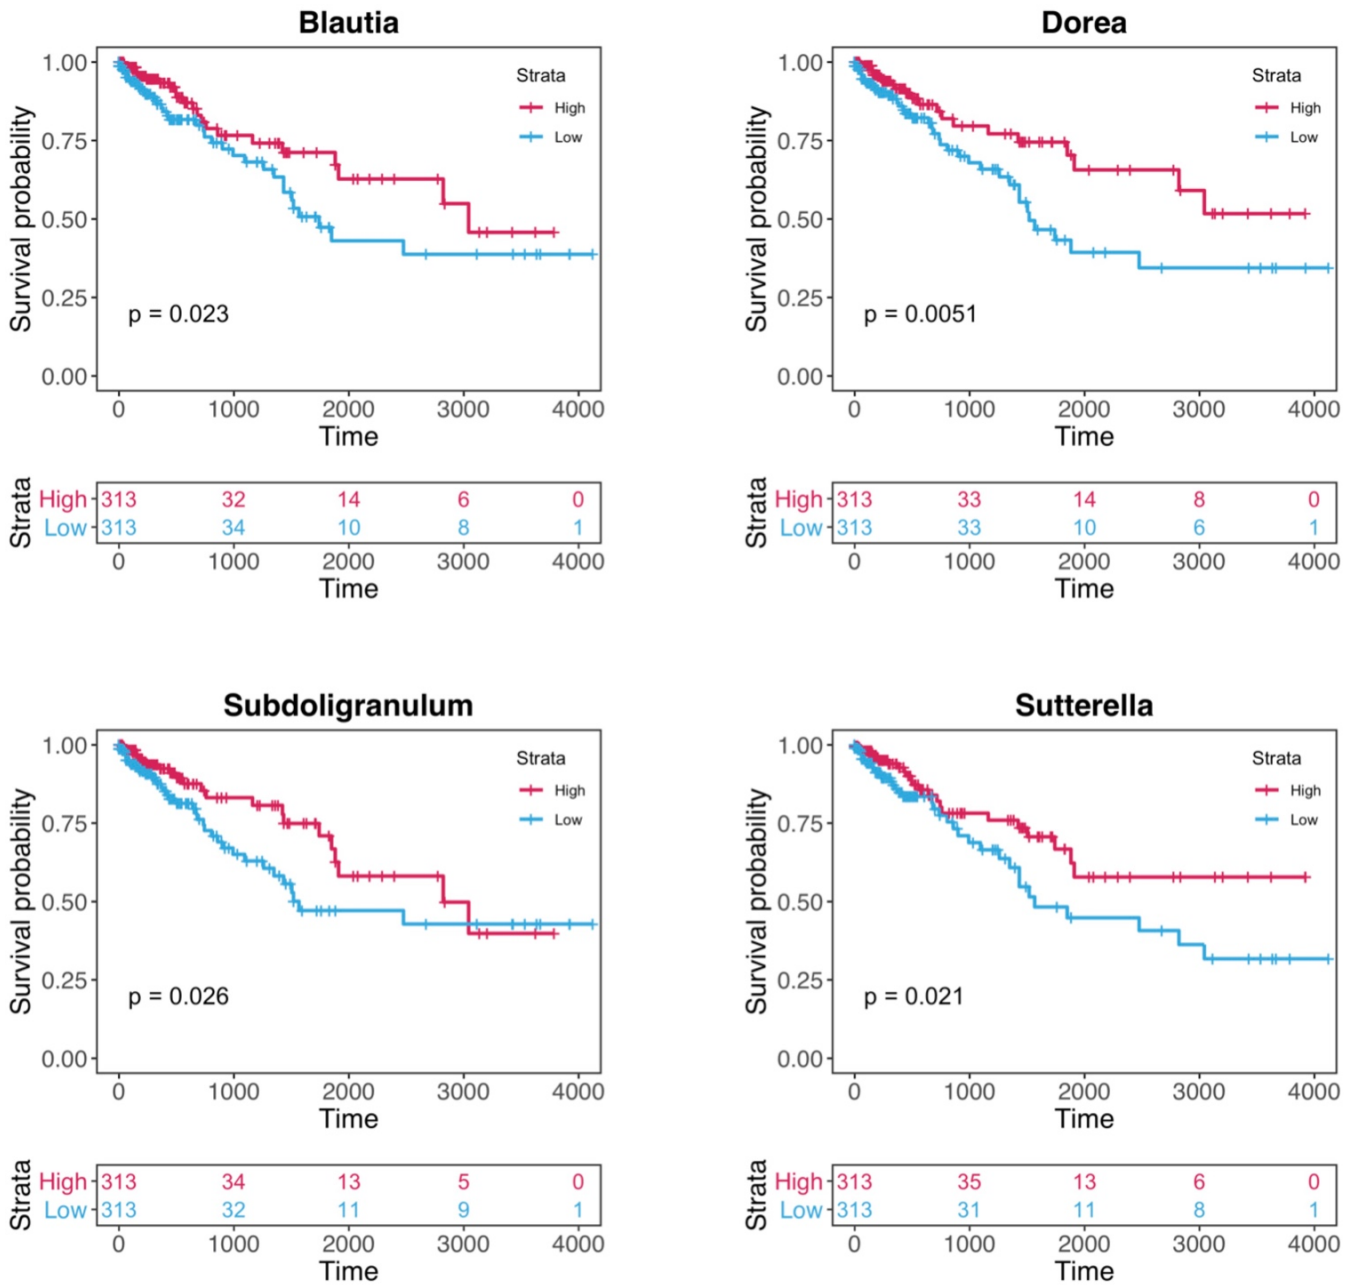 Blautia
Survival probability
1.00
0.75
0.50
0.25
0.00
Strata
High
Low
p = 0.023
0 1000 2000 3000 4000
Time
Strata
High 313 32 14 6 0
Low 313 34 10 8 1
0 1000 2000 3000 4000
Time
Dorea
Survival probability
1.00
0.75
0.50
0.25
0.00
Strata
High
Low
p = 0.0051
0 1000 2000 3000 4000
Time
Strata
High 313 33 14 8 0
Low 313 33 10 6 1
0 1000 2000 3000 4000
Time
Subdoligranulum
Survival probability
1.00
0.75
0.50
0.25
0.00
Strata
High
Low
p = 0.026
0 1000 2000 3000 4000
Time
Strata
High 313 34 13 5 0
Low 313 32 11 9 1
0 1000 2000 3000 4000
Time
Sutterella
Survival probability
1.00
0.75
0.50
0.25
0.00
Strata
High
Low
p = 0.021
0 1000 2000 3000 4000
Time
Strata
High 313 35 13 6 0
Low 313 31 11 8 1
0 1000 2000 3000 4000
Time